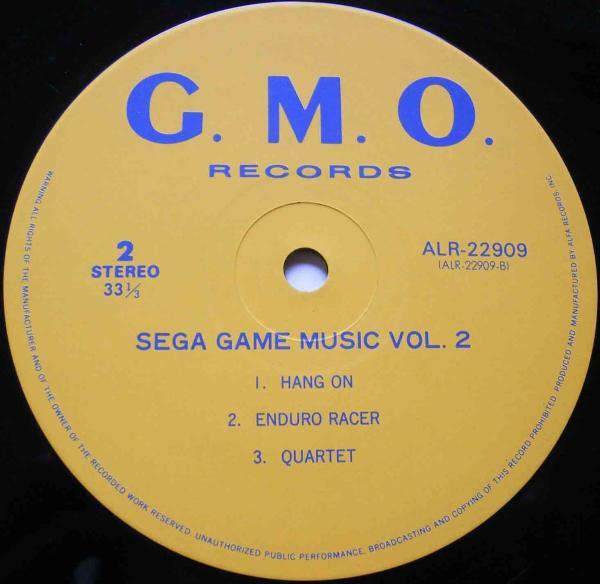 G. M. O.
RECORDS
2
STEREO
33 1/3
ALR-22909
(ALR-22909-B)
SEGA GAME MUSIC VOL. 2
1. HANG ON
2. ENDURO RACER
3. QUARTET
WARNING ALL RIGHTS OF THE MANUFACTURER AND OF THE OWNER OF THE RECORDED WORK RESERVED. UNAUTHORIZED PUBLIC PERFORMANCE, BROADCASTING AND COPYING OF THIS RECORD PROHIBITED. PRODUCED AND MANUFACTURED BY ALFA RECORDS, INC.